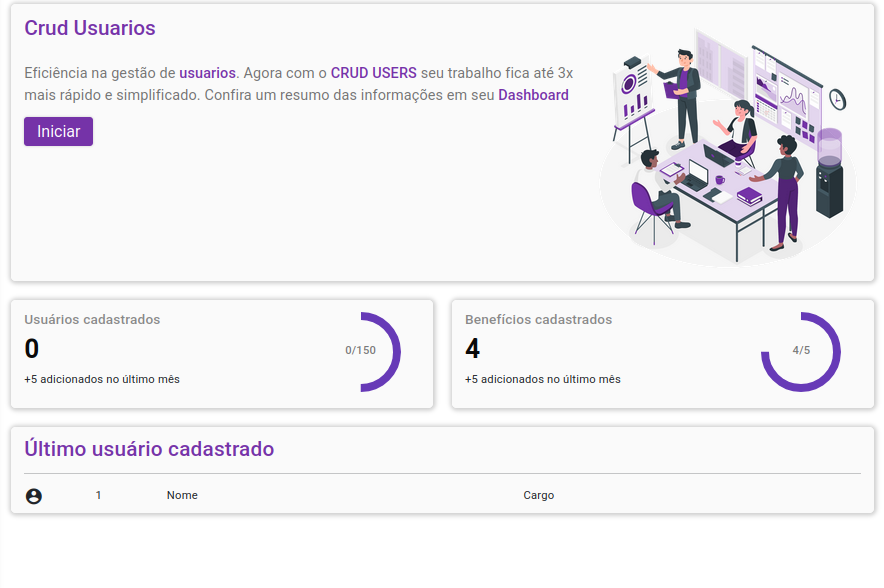 Crud Usuarios
Eficiência na gestão de usuarios. Agora com o CRUD USERS seu trabalho fica até 3x
mais rápido e simplificado. Confira um resumo das informações em seu Dashboard
Iniciar
Usuários cadastrados
0
0/150
+5 adicionados no último mês
Benefícios cadastrados
4
4/5
+5 adicionados no último mês
Último usuário cadastrado
1 Nome Cargo